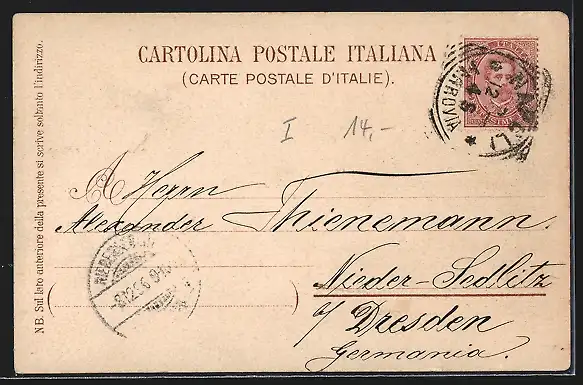 CARTOLINA POSTALE ITALIANA
(CARTE POSTALE D'ITALIE).
I 14,-
A Herrn
Alexander Thienemann.
Nieder-Sedlitz
b/ Dresden
Germania.
NB. Sul lato anteriore della presente si scrive soltanto l'indirizzo.